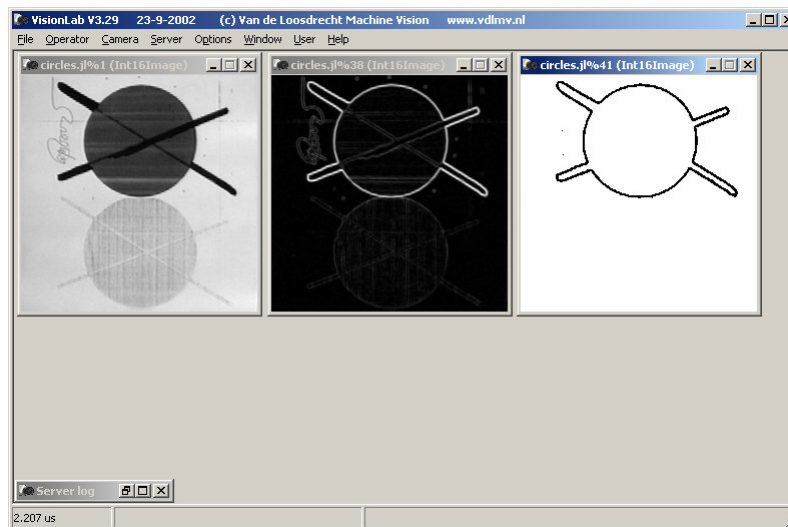 VisionLab V3.29 23-9-2002 (c) Van de Loosdrecht Machine Vision www.vdlmv.nl
File Operator Camera Server Options Window User Help
circles.jl%1 (Int16Image)
circles.jl%38 (Int16Image)
circles.jl%41 (Int16Image)
Server log
2.207 us